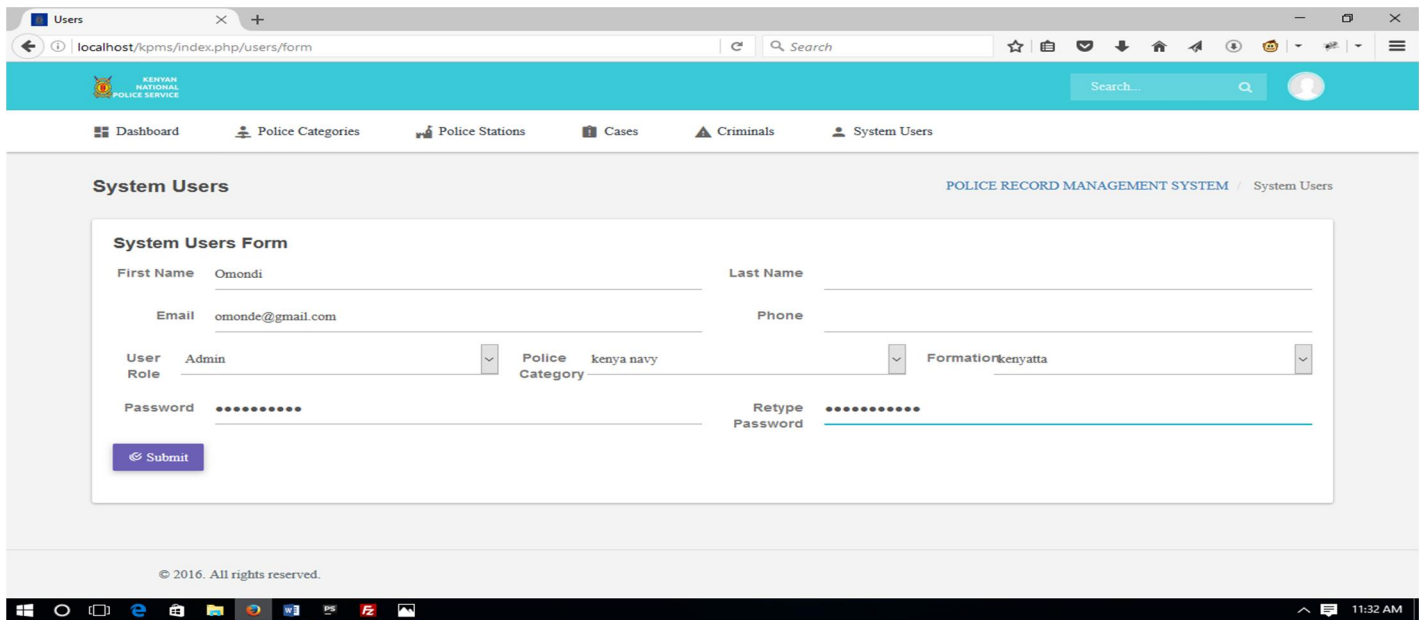 Users
localhost/kpms/index.php/users/form
Search
KENYAN
NATIONAL
POLICE SERVICE
Search...
Dashboard Police Categories Police Stations Cases Criminals System Users
System Users
POLICE RECORD MANAGEMENT SYSTEM / System Users
System Users Form
First Name Omondi Last Name
Email omonde@gmail.com Phone
User Role Admin Police Category kenya navy Formation kenyatta
Password •••••••••• Retype Password •••••••••••
Submit
© 2016. All rights reserved.
11:32 AM